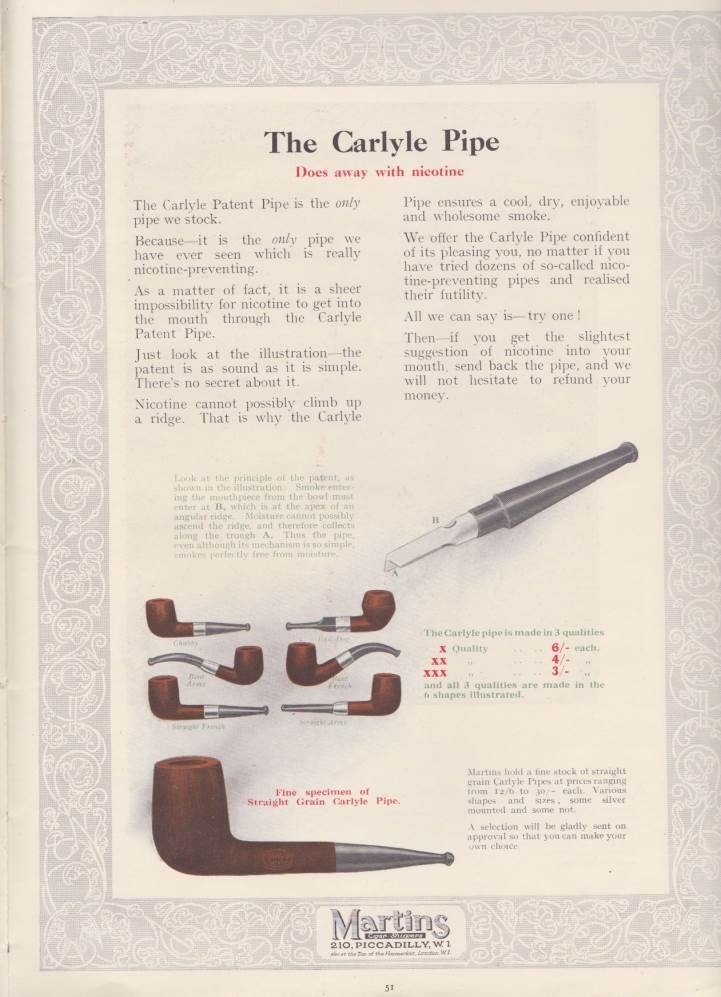 The Carlyle Pipe
Does away with nicotine
The Carlyle Patent Pipe is the only
pipe we stock.
Because—it is the only pipe we
have ever seen which is really
nicotine-preventing.
As a matter of fact, it is a sheer
impossibility for nicotine to get into
the mouth through the Carlyle
Patent Pipe.
Just look at the illustration—the
patent is as sound as it is simple.
There's no secret about it.
Nicotine cannot possibly climb up
a ridge. That is why the Carlyle
Pipe ensures a cool, dry, enjoyable
and wholesome smoke.
We offer the Carlyle Pipe confident
of its pleasing you, no matter if you
have tried dozens of so-called nico-
tine-preventing pipes and realised
their futility.
All we can say is—try one!
Then—if you get the slightest
suggestion of nicotine into your
mouth, send back the pipe, and we
will not hesitate to refund your
money.
Look at the principle of the patent, as
shown in the illustration. Smoke enter-
ing the mouthpiece from the bowl must
enter at B, which is at the apex of an
angular ridge. Moisture cannot possibly
ascend the ridge, and therefore collects
along the trough A. Thus the pipe,
even although its mechanism is so simple,
smokes perfectly free from moisture.
B
A
Chubby
Bull Dog
Bent
Army
Bent
French
Straight French
Straight Army
The Carlyle pipe is made in 3 qualities
X Quality .. .. 6/- each.
XX „ .. .. 4/- „
XXX „ .. .. 3/- „
and all 3 qualities are made in the
6 shapes illustrated.
Fine specimen of
Straight Grain Carlyle Pipe.
Martins hold a fine stock of straight
grain Carlyle Pipes at prices ranging
from 12/6 to 30/- each. Various
shapes and sizes, some silver
mounted and some not.
A selection will be gladly sent on
approval so that you can make your
own choice
Martins
Cigar Shippers
210, PICCADILLY, W.1
also at the Top of the Haymarket, London, W.1
51